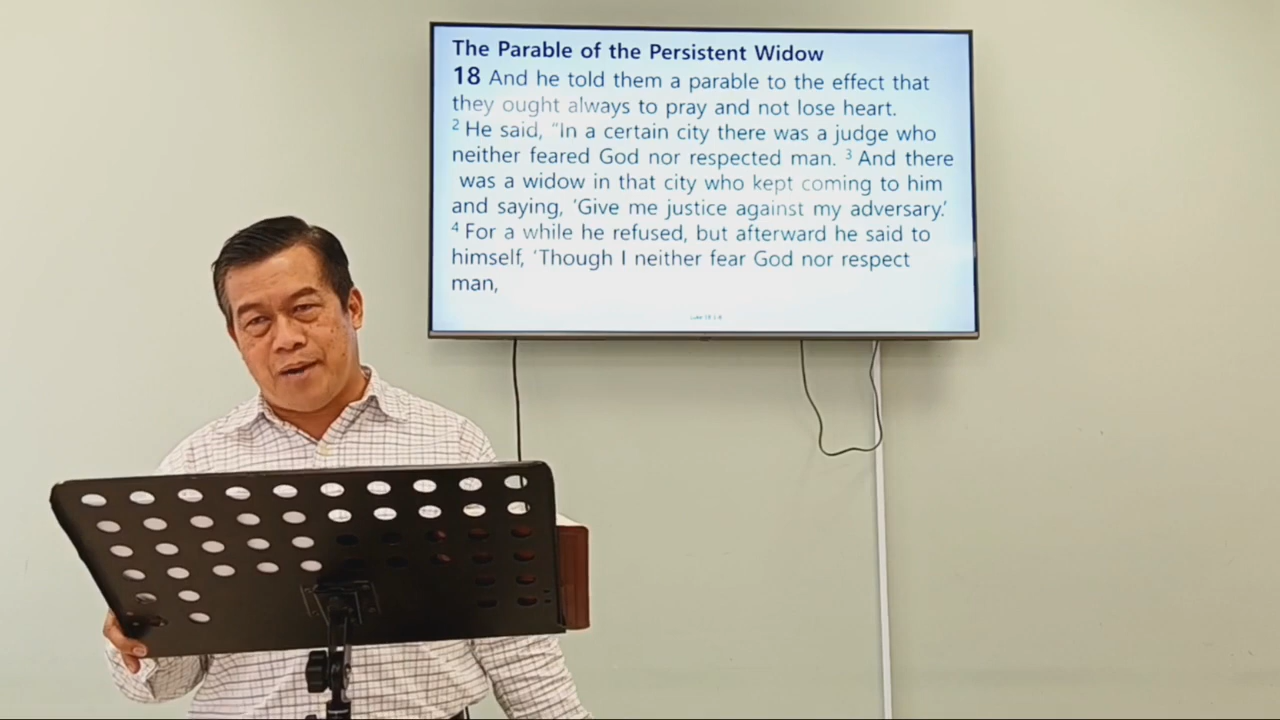 The Parable of the Persistent Widow
18 And he told them a parable to the effect that
they ought always to pray and not lose heart.
2 He said, “In a certain city there was a judge who
neither feared God nor respected man. 3 And there
was a widow in that city who kept coming to him
and saying, ‘Give me justice against my adversary.’
4 For a while he refused, but afterward he said to
himself, ‘Though I neither fear God nor respect
man,